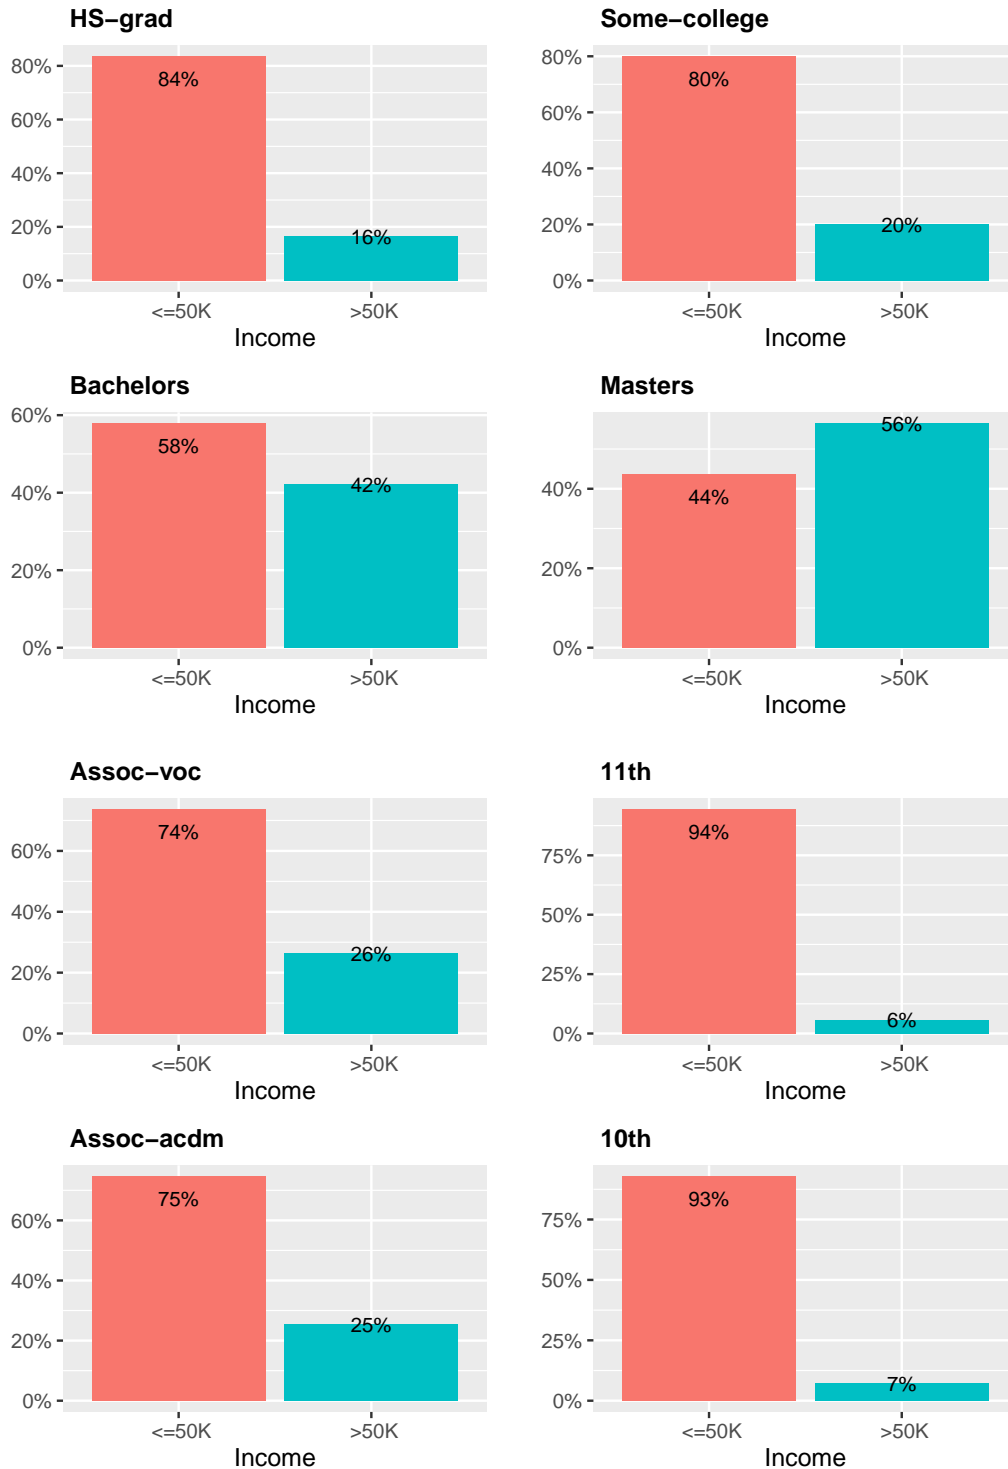 HS−grad
80%
60%
40%
20%
0%
84%
16%
<=50K >50K
Income
Some−college
80%
60%
40%
20%
0%
80%
20%
<=50K >50K
Income
Bachelors
60%
40%
20%
0%
58%
42%
<=50K >50K
Income
Masters
40%
20%
0%
44%
56%
<=50K >50K
Income
Assoc−voc
60%
40%
20%
0%
74%
26%
<=50K >50K
Income
11th
75%
50%
25%
0%
94%
6%
<=50K >50K
Income
Assoc−acdm
60%
40%
20%
0%
75%
25%
<=50K >50K
Income
10th
75%
50%
25%
0%
93%
7%
<=50K >50K
Income